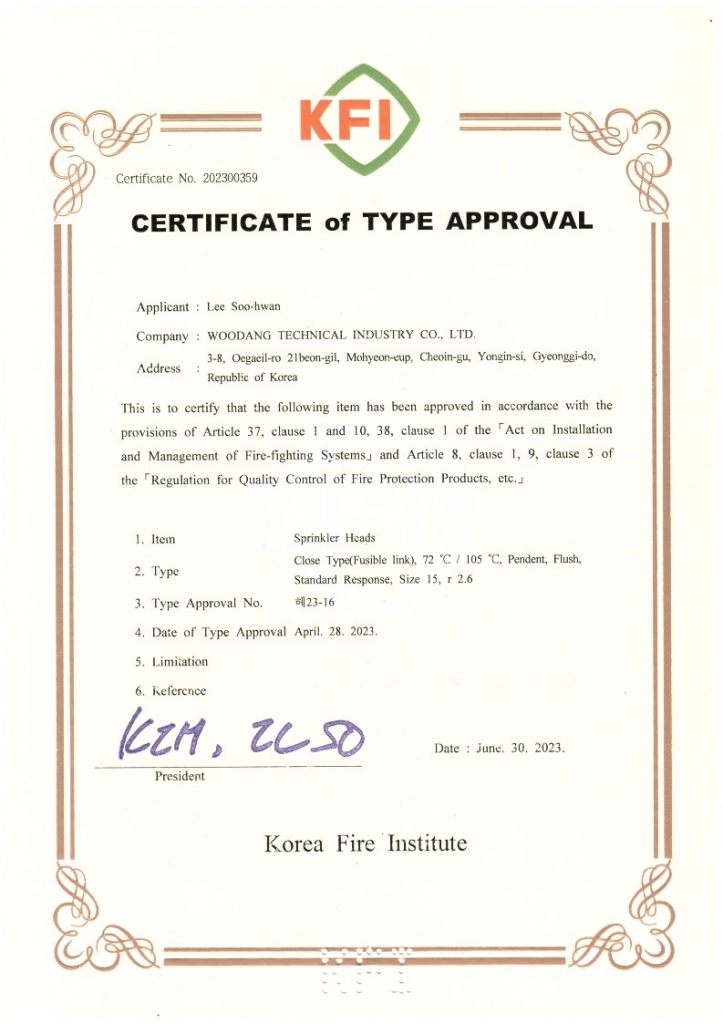 KFI
Certificate No. 202300359
CERTIFICATE of TYPE APPROVAL
Applicant : Lee Soo-hwan
Company : WOODANG TECHNICAL INDUSTRY CO., LTD.
Address : 3-8, Oegaeil-ro 21beon-gil, Mohyeon-eup, Cheoin-gu, Yongin-si, Gyeonggi-do,
Republic of Korea
This is to certify that the following item has been approved in accordance with the
provisions of Article 37, clause 1 and 10, 38, clause 1 of the「Act on Installation
and Management of Fire-fighting Systems」and Article 8, clause 1, 9, clause 3 of
the「Regulation for Quality Control of Fire Protection Products, etc.」
1. Item Sprinkler Heads
2. Type Close Type(Fusible link), 72 ℃ / 105 ℃, Pendent, Flush,
Standard Response, Size 15, r 2.6
3. Type Approval No. 헤23-16
4. Date of Type Approval April. 28. 2023.
5. Limitation
6. Reference
Date : June. 30. 2023.
President
Korea Fire Institute